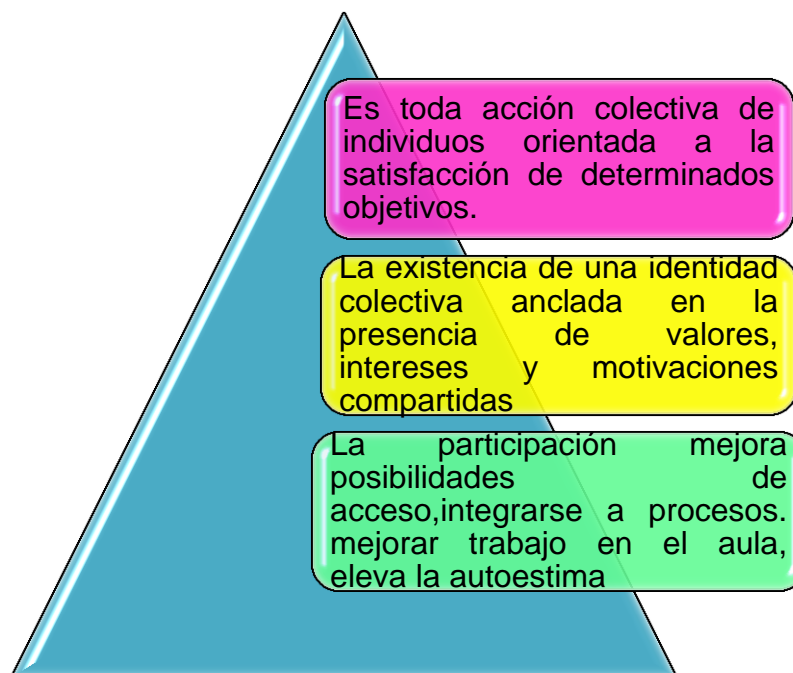 Es toda acción colectiva de
individuos orientada a la
satisfacción de determinados
objetivos.
La existencia de una identidad
colectiva anclada en la
presencia de valores,
intereses y motivaciones
compartidas
La participación mejora
posibilidades de
acceso,integrarse a procesos.
mejorar trabajo en el aula,
eleva la autoestima